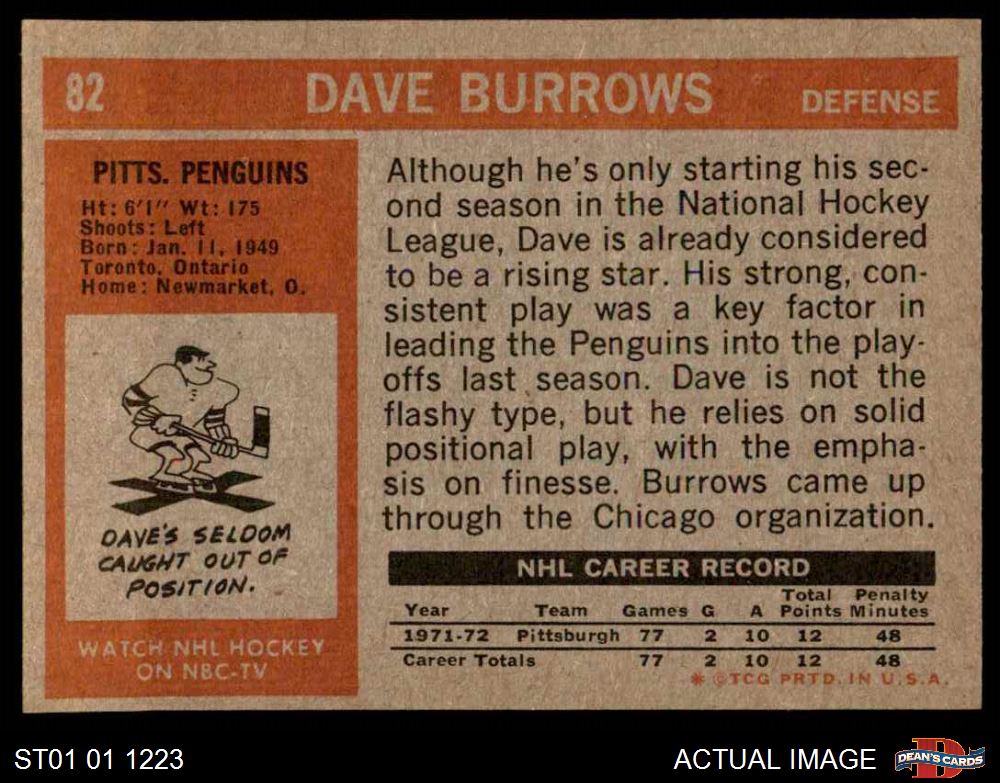 82
DAVE BURROWS
DEFENSE
PITTS. PENGUINS
Ht: 6'1" Wt: 175
Shoots: Left
Born: Jan. 11, 1949
Toronto, Ontario
Home: Newmarket, O.
DAVE'S SELDOM
CAUGHT OUT OF
POSITION.
WATCH NHL HOCKEY
ON NBC-TV
Although he's only starting his sec-
ond season in the National Hockey
League, Dave is already considered
to be a rising star. His strong, con-
sistent play was a key factor in
leading the Penguins into the play-
offs last season. Dave is not the
flashy type, but he relies on solid
positional play, with the empha-
sis on finesse. Burrows came up
through the Chicago organization.
NHL CAREER RECORD
Total Penalty
Year Team Games G A Points Minutes
1971-72 Pittsburgh 77 2 10 12 48
Career Totals 77 2 10 12 48
* © TCG PRTD. IN U.S.A.
ST01 01 1223
ACTUAL IMAGE
D
DEAN'S CARDS